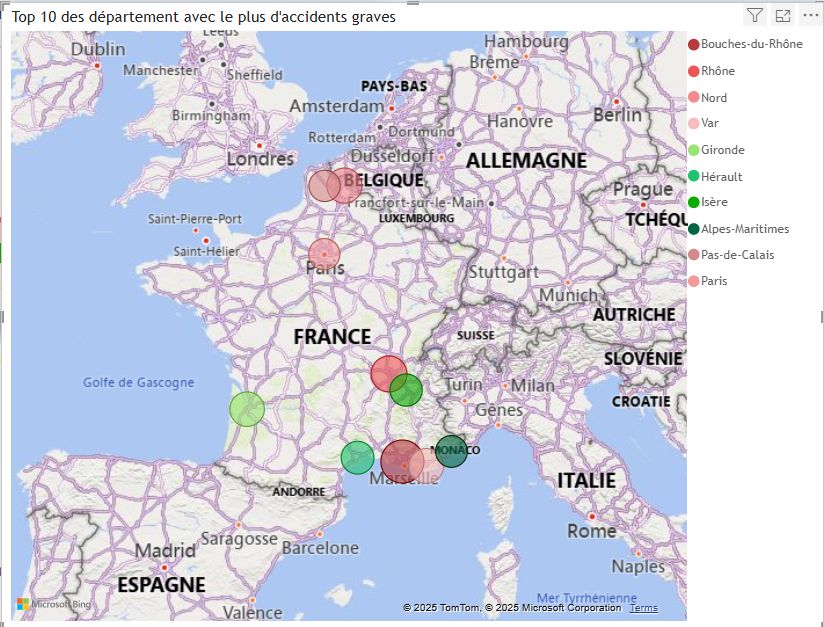 Top 10 des département avec le plus d'accidents graves
Leeds
Dublin
Manchester
Sheffield
Birmingham
Londres
Hambourg
Brême
PAYS-BAS
Amsterdam
Hanovre
Berlin
Rotterdam
Dortmund
Düsseldorf
ALLEMAGNE
BELGIQUE
Francfort-sur-le-Main
LUXEMBOURG
Prague
TCHÉQU
Saint-Pierre-Port
Saint-Hélier
Paris
Stuttgart
Munich
AUTRICHE
FRANCE
SUISSE
SLOVÉNIE
Golfe de Gascogne
Turin
Milan
CROATIE
Gênes
MONACO
Marseille
ANDORRE
ITALIE
Rome
Naples
Saragosse
Barcelone
Madrid
ESPAGNE
Valence
Mer Tyrrhénienne
Microsoft Bing
© 2025 TomTom, © 2025 Microsoft Corporation Terms
Bouches-du-Rhône
Rhône
Nord
Var
Gironde
Hérault
Isère
Alpes-Maritimes
Pas-de-Calais
Paris